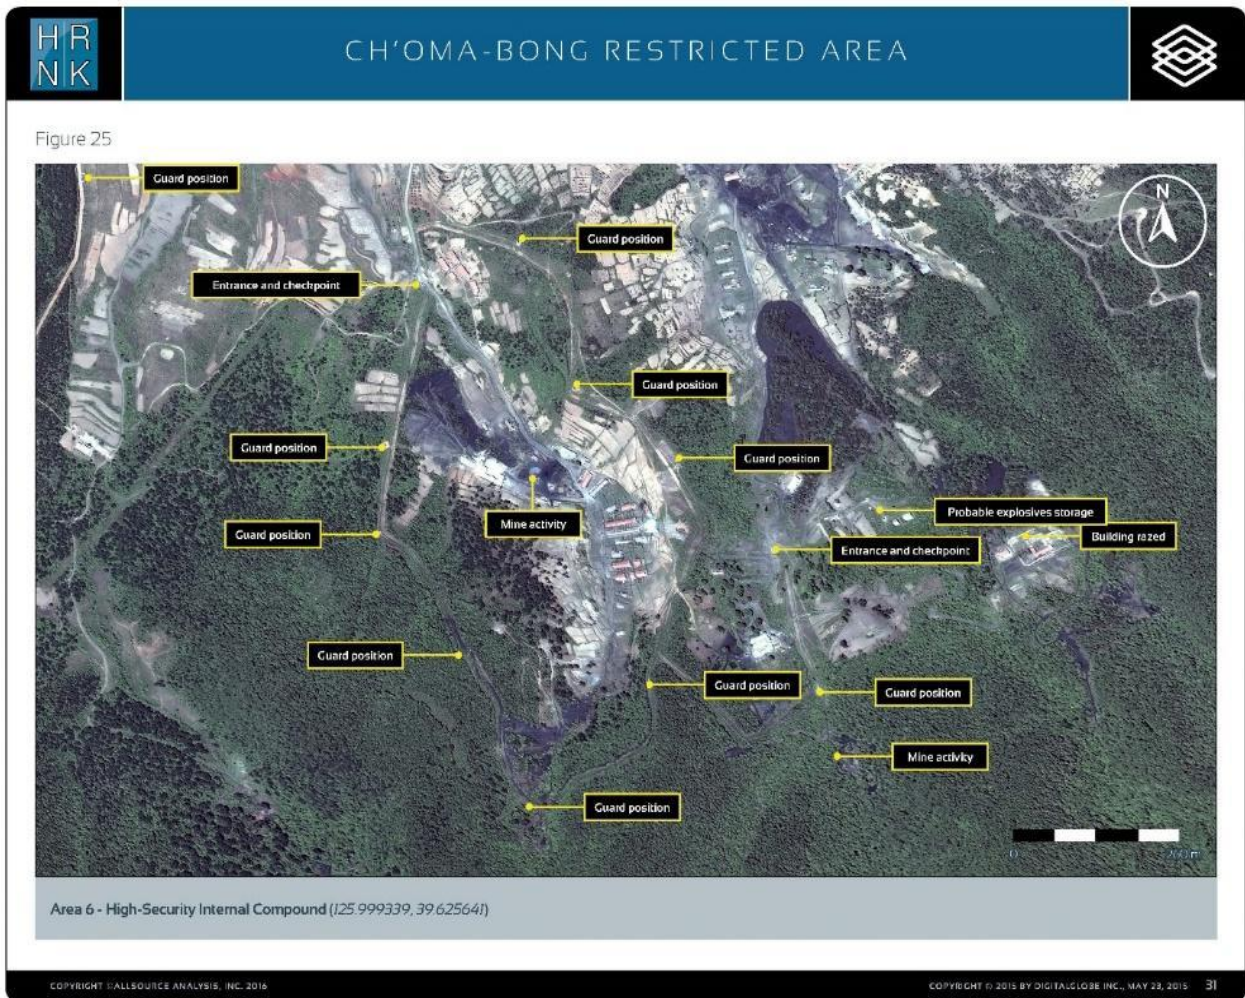 HR
NK
CH'OMA-BONG RESTRICTED AREA
Figure 25
Guard position
N
Guard position
Entrance and checkpoint
Guard position
Guard position
Guard position
Probable explosives storage
Mine activity
Guard position
Building razed
Entrance and checkpoint
Guard position
Guard position
Guard position
Mine activity
Guard position
0
Area 6 - High-Security Internal Compound (125.999339, 39.625641)
COPYRIGHT ©ALLSOURCE ANALYSIS, INC. 2016
COPYRIGHT © 2015 BY DIGITALGLOBE INC., MAY 23, 2015 31